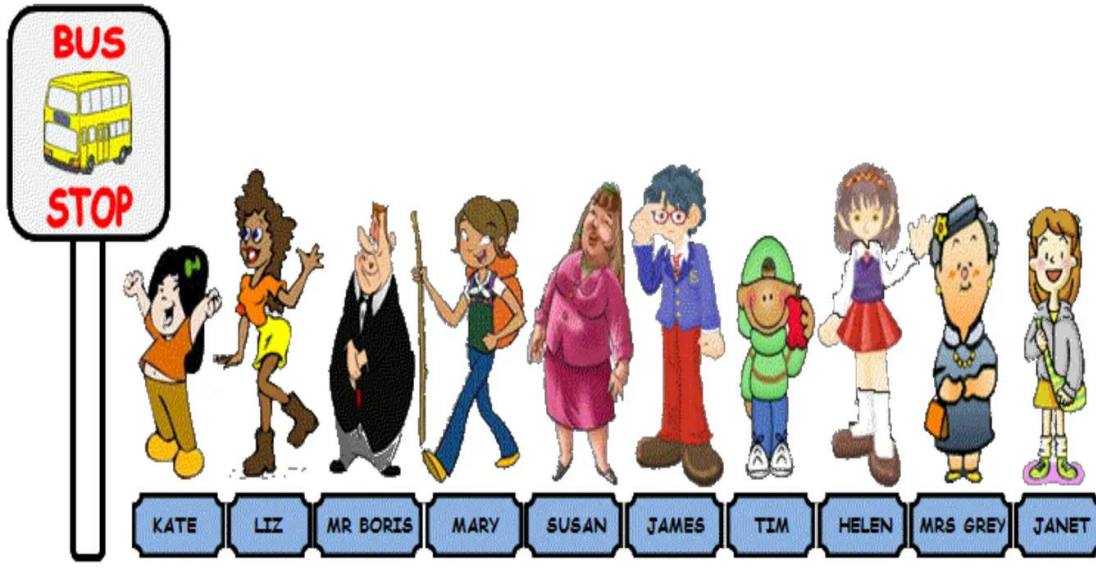 BUS
STOP
KATE
LIZ
MR BORIS
MARY
SUSAN
JAMES
TIM
HELEN
MRS GREY
JANET